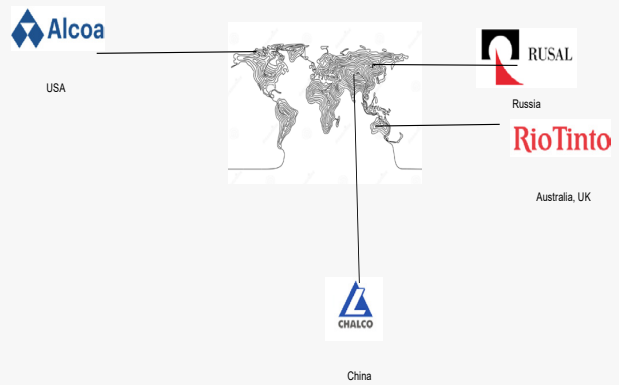 Alcoa
USA
RUSAL
Russia
RioTinto
Australia, UK
CHALCO
China